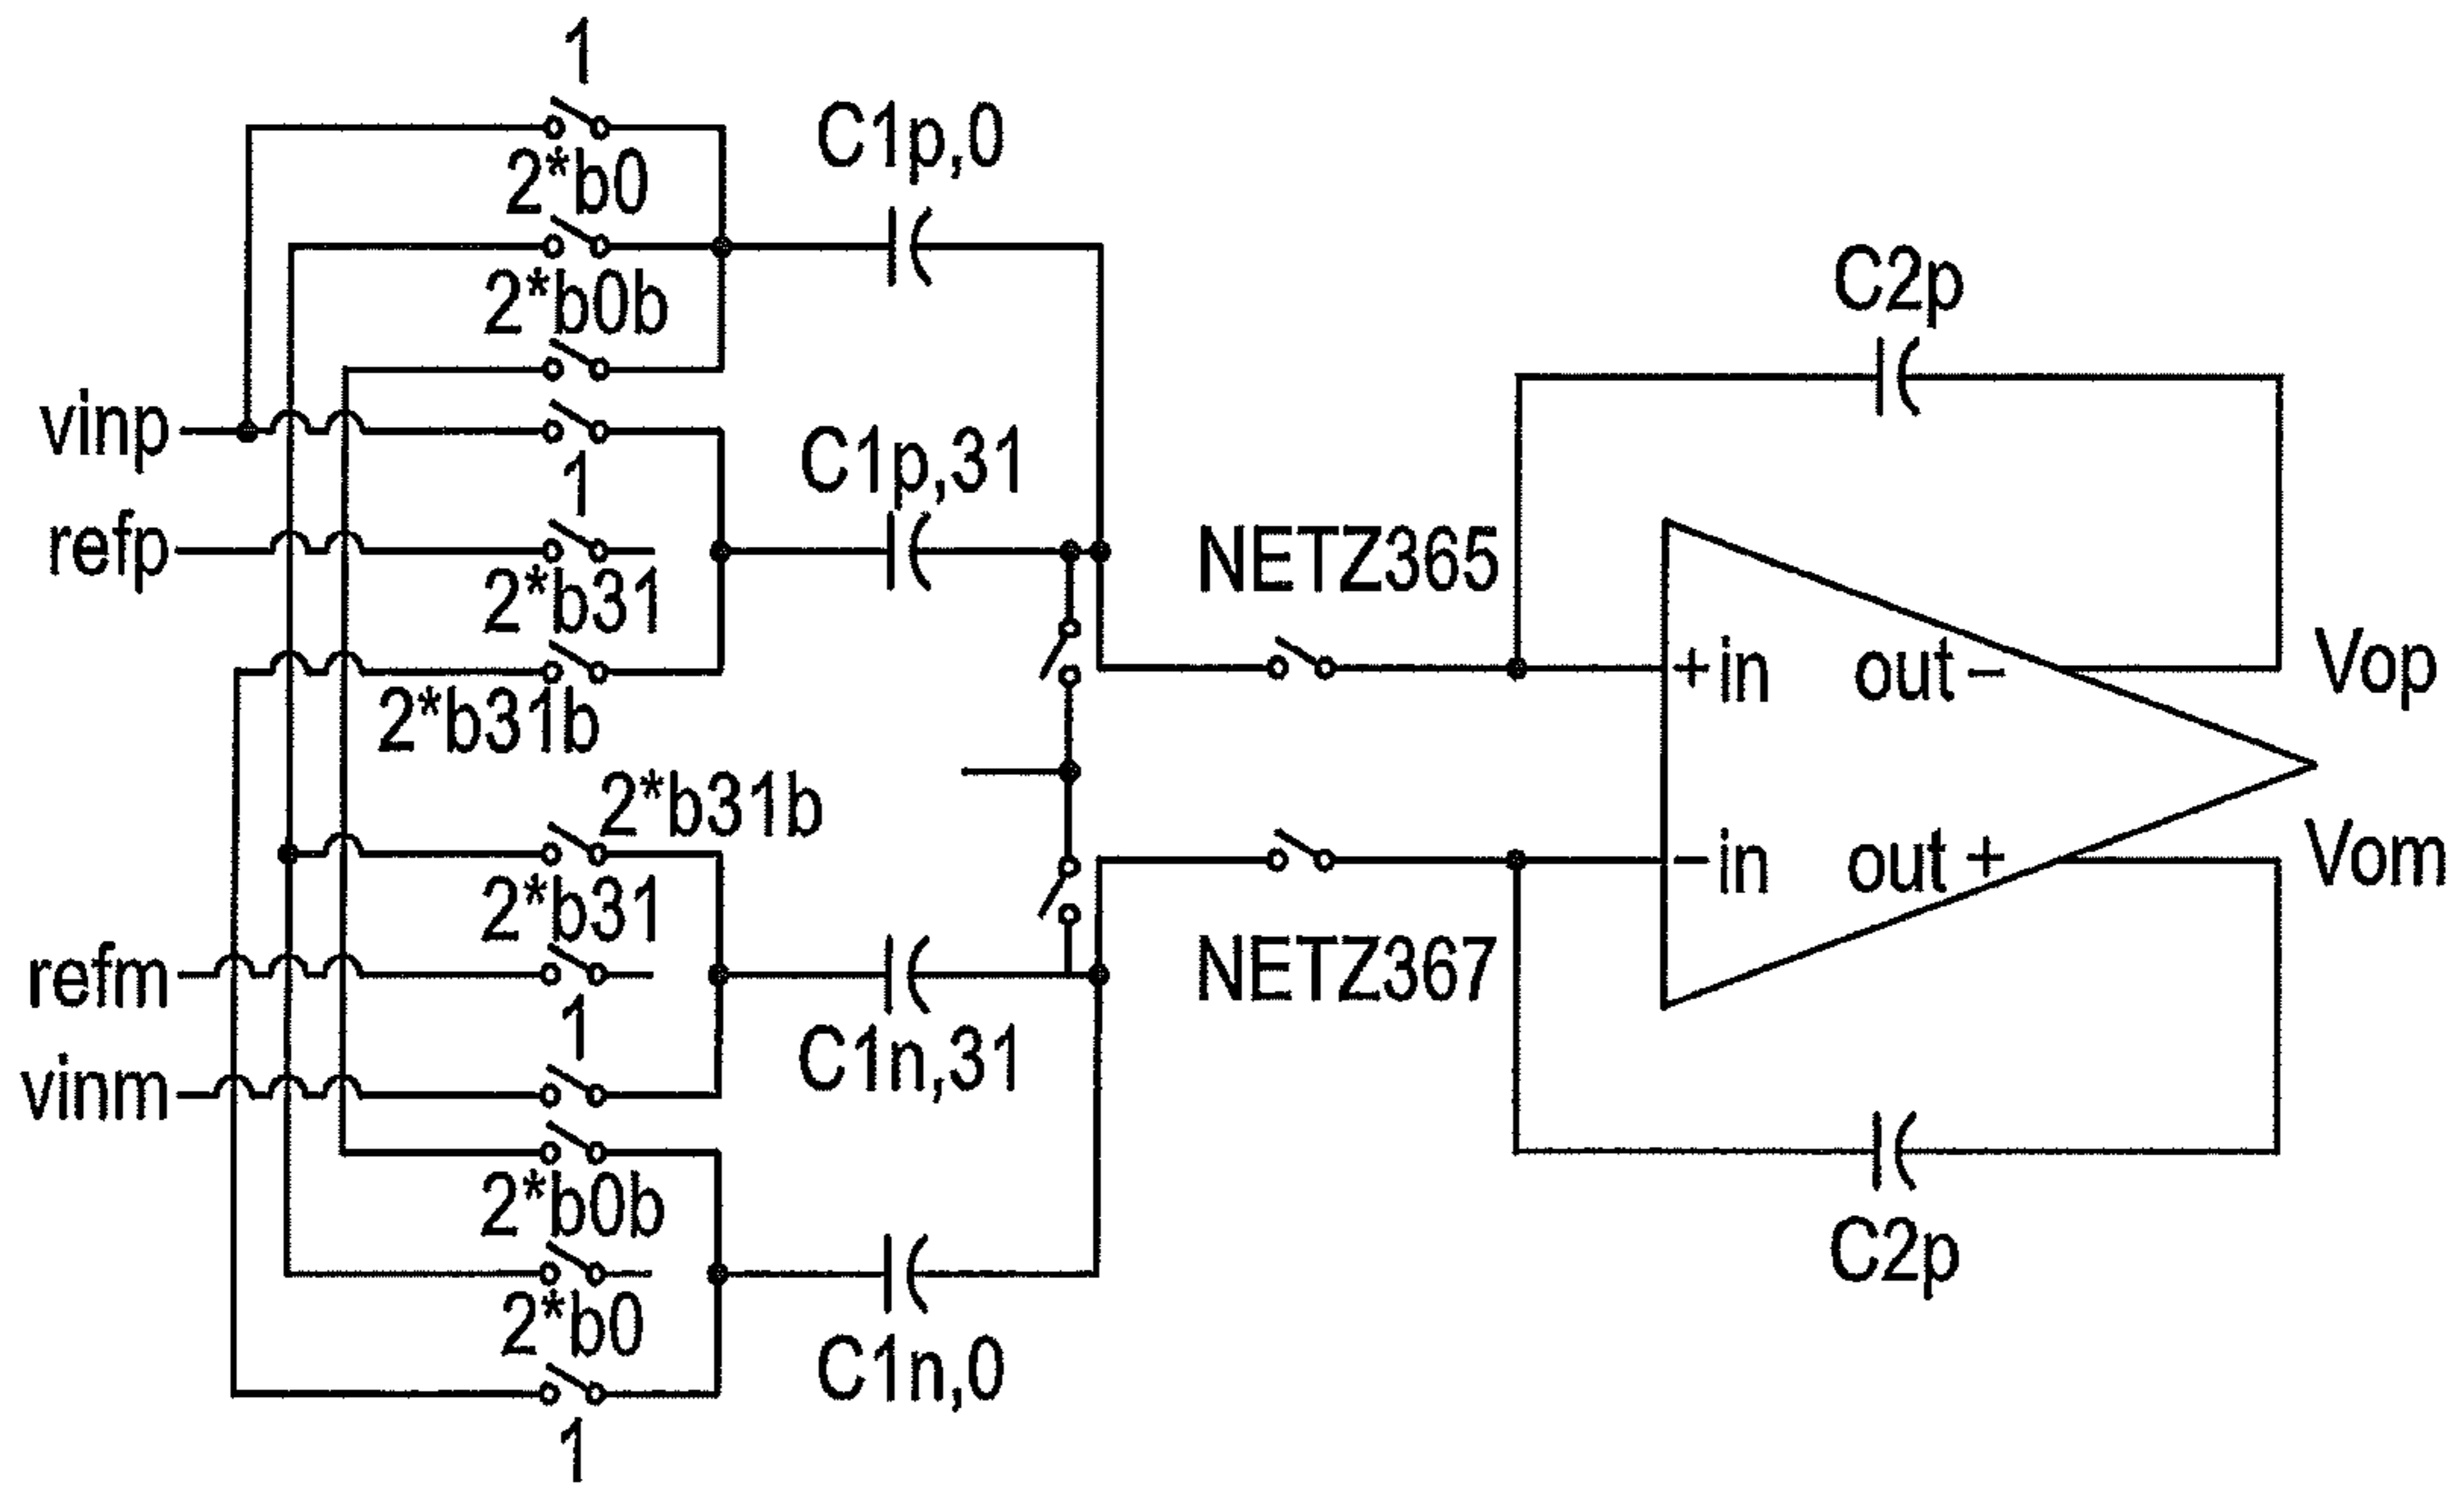 1
C1p,0
2*b0
2*b0b
C2p
vinp
C1p,31
1
refp
NETZ365
2*b31
+in
out −
Vop
2*b31b
2*b31b
−in
out +
Vom
2*b31
refm
NETZ367
1
C1n,31
vinm
2*b0b
C2p
2*b0
C1n,0
1